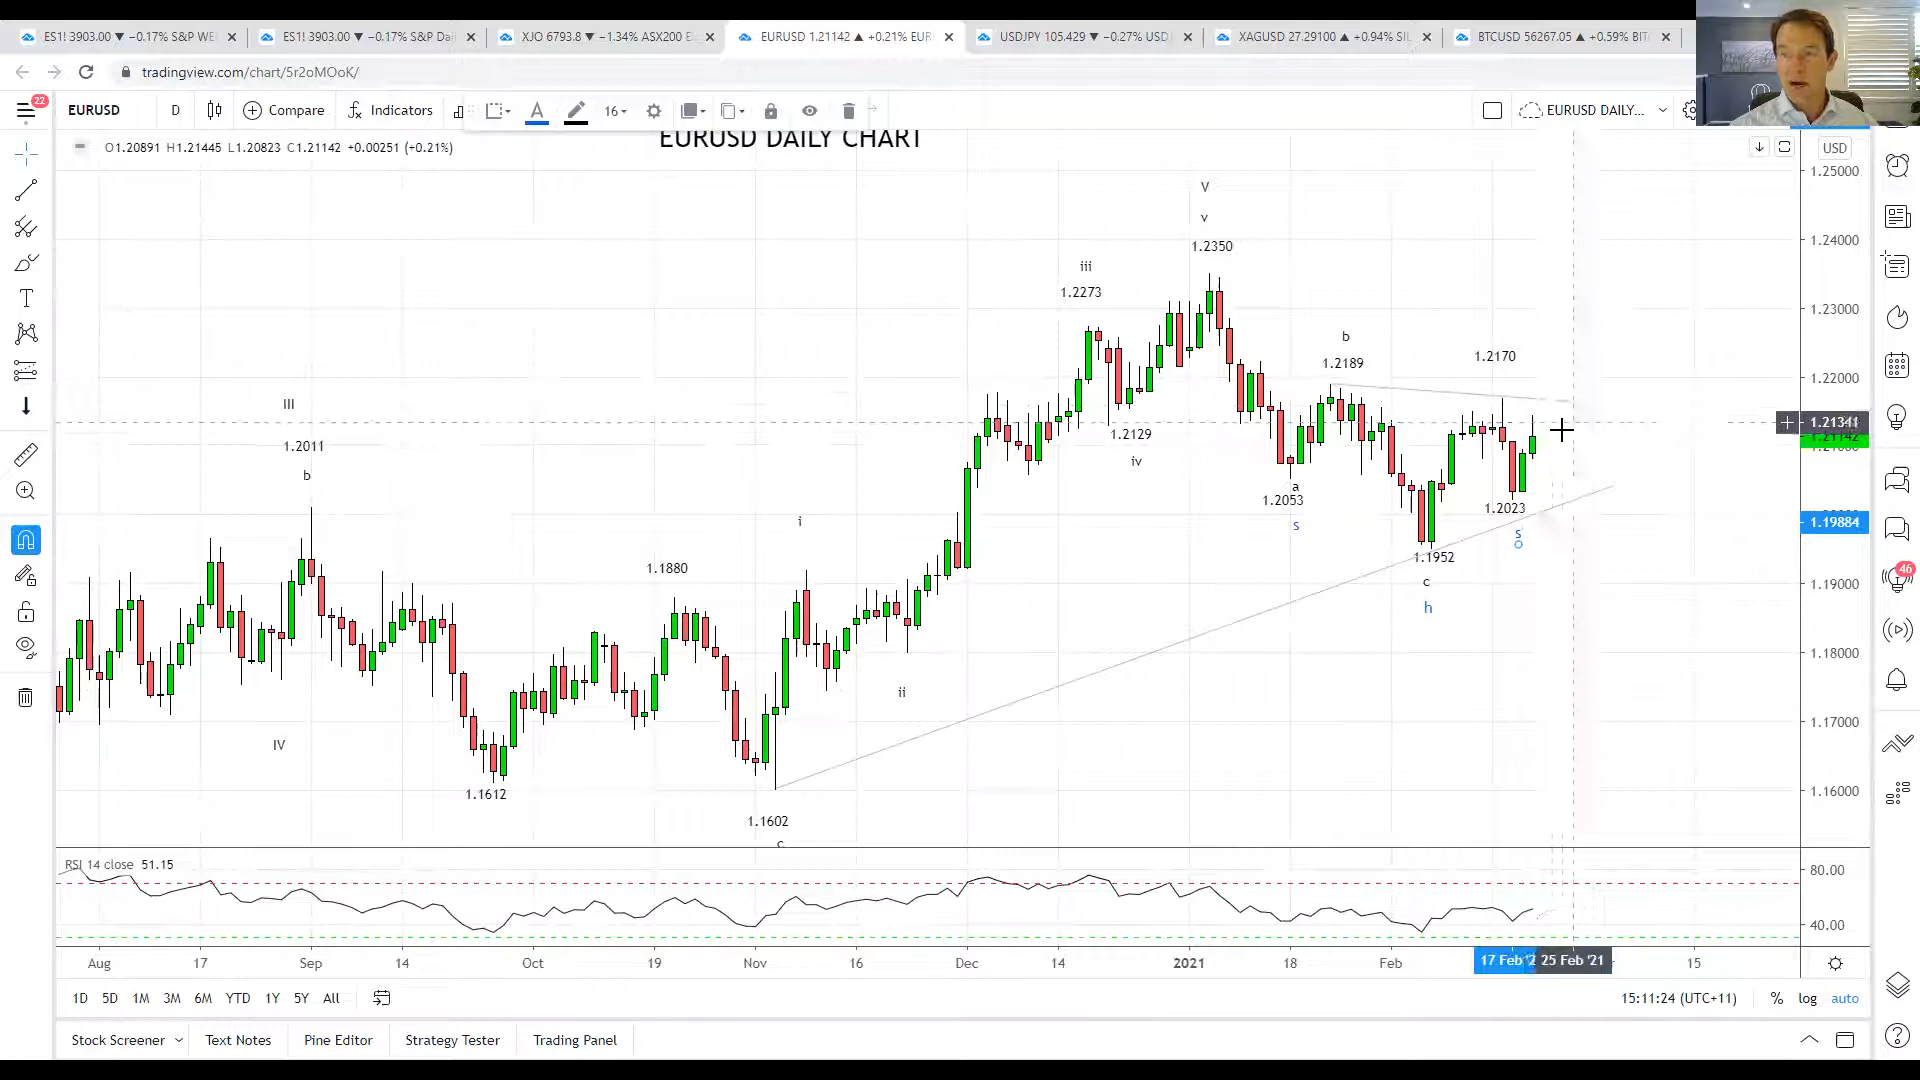 ES1! 3903.00 ▼ −0.17% S&P WE
ES1! 3903.00 ▼ −0.17% S&P Dai
XJO 6793.8 ▼ −1.34% ASX200 E
EURUSD 1.21142 ▲ +0.21% EUR
USDJPY 105.429 ▼ −0.27% USD
XAGUSD 27.29100 ▲ +0.94% SIL
BTCUSD 56267.05 ▲ +0.59% BIT
tradingview.com/chart/5r2oMOoK/
22
EURUSD
D
Compare
Indicators
16
EURUSD DAILY...
EURUSD DAILY CHART
O1.20891 H1.21445 L1.20823 C1.21142 +0.00251 (+0.21%)
USD
1.25000
V
v
1.2350
1.24000
iii
1.2273
1.23000
b
1.2189
1.2170
1.22000
III
1.2011
b
1.2129
iv
1.21341
1.21142
a
1.2053
s
1.2023
s
1.19884
i
1.1880
1.1952
c
h
1.19000
46
1.18000
ii
IV
1.17000
1.1612
1.1602
c
1.16000
RSI 14 close 51.15
80.00
40.00
Aug
17
Sep
14
Oct
19
Nov
16
Dec
14
2021
18
Feb
17 Feb '2
25 Feb '21
15
1D
5D
1M
3M
6M
YTD
1Y
5Y
All
15:11:24 (UTC+11)
%
log
auto
Stock Screener
Text Notes
Pine Editor
Strategy Tester
Trading Panel